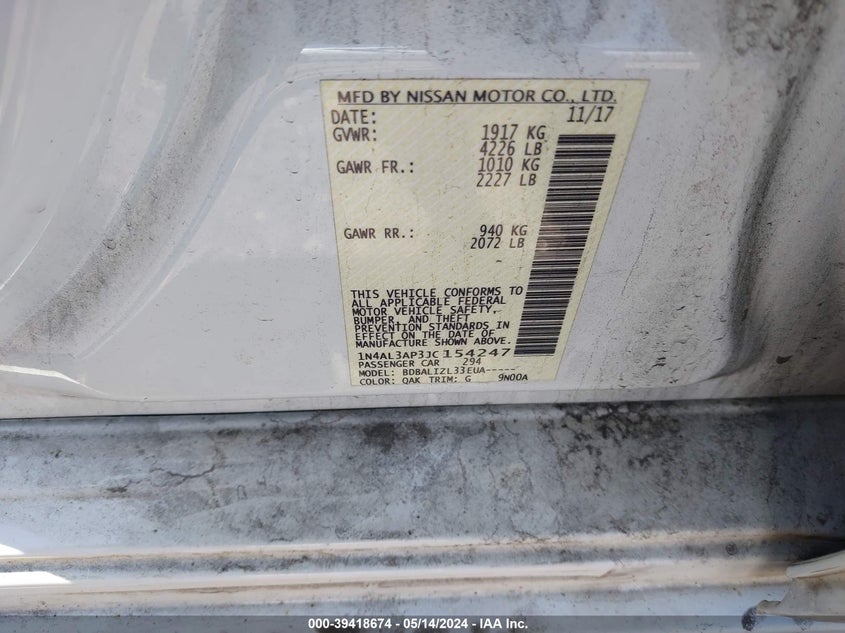 MFD BY NISSAN MOTOR CO., LTD.
DATE: 11/17
GVWR: 1917 KG
4226 LB
GAWR FR.: 1010 KG
2227 LB
GAWR RR.: 940 KG
2072 LB
THIS VEHICLE CONFORMS TO
ALL APPLICABLE FEDERAL
MOTOR VEHICLE SAFETY,
BUMPER, AND THEFT
PREVENTION STANDARDS IN
EFFECT ON THE DATE OF
MANUFACTURE SHOWN ABOVE.
1N4AL3AP3JC154247
PASSENGER CAR 294
MODEL: BDBALIZL33EUA-----
COLOR: QAK TRIM: G 9N00A
000-39418674 - 05/14/2024 - IAA Inc.